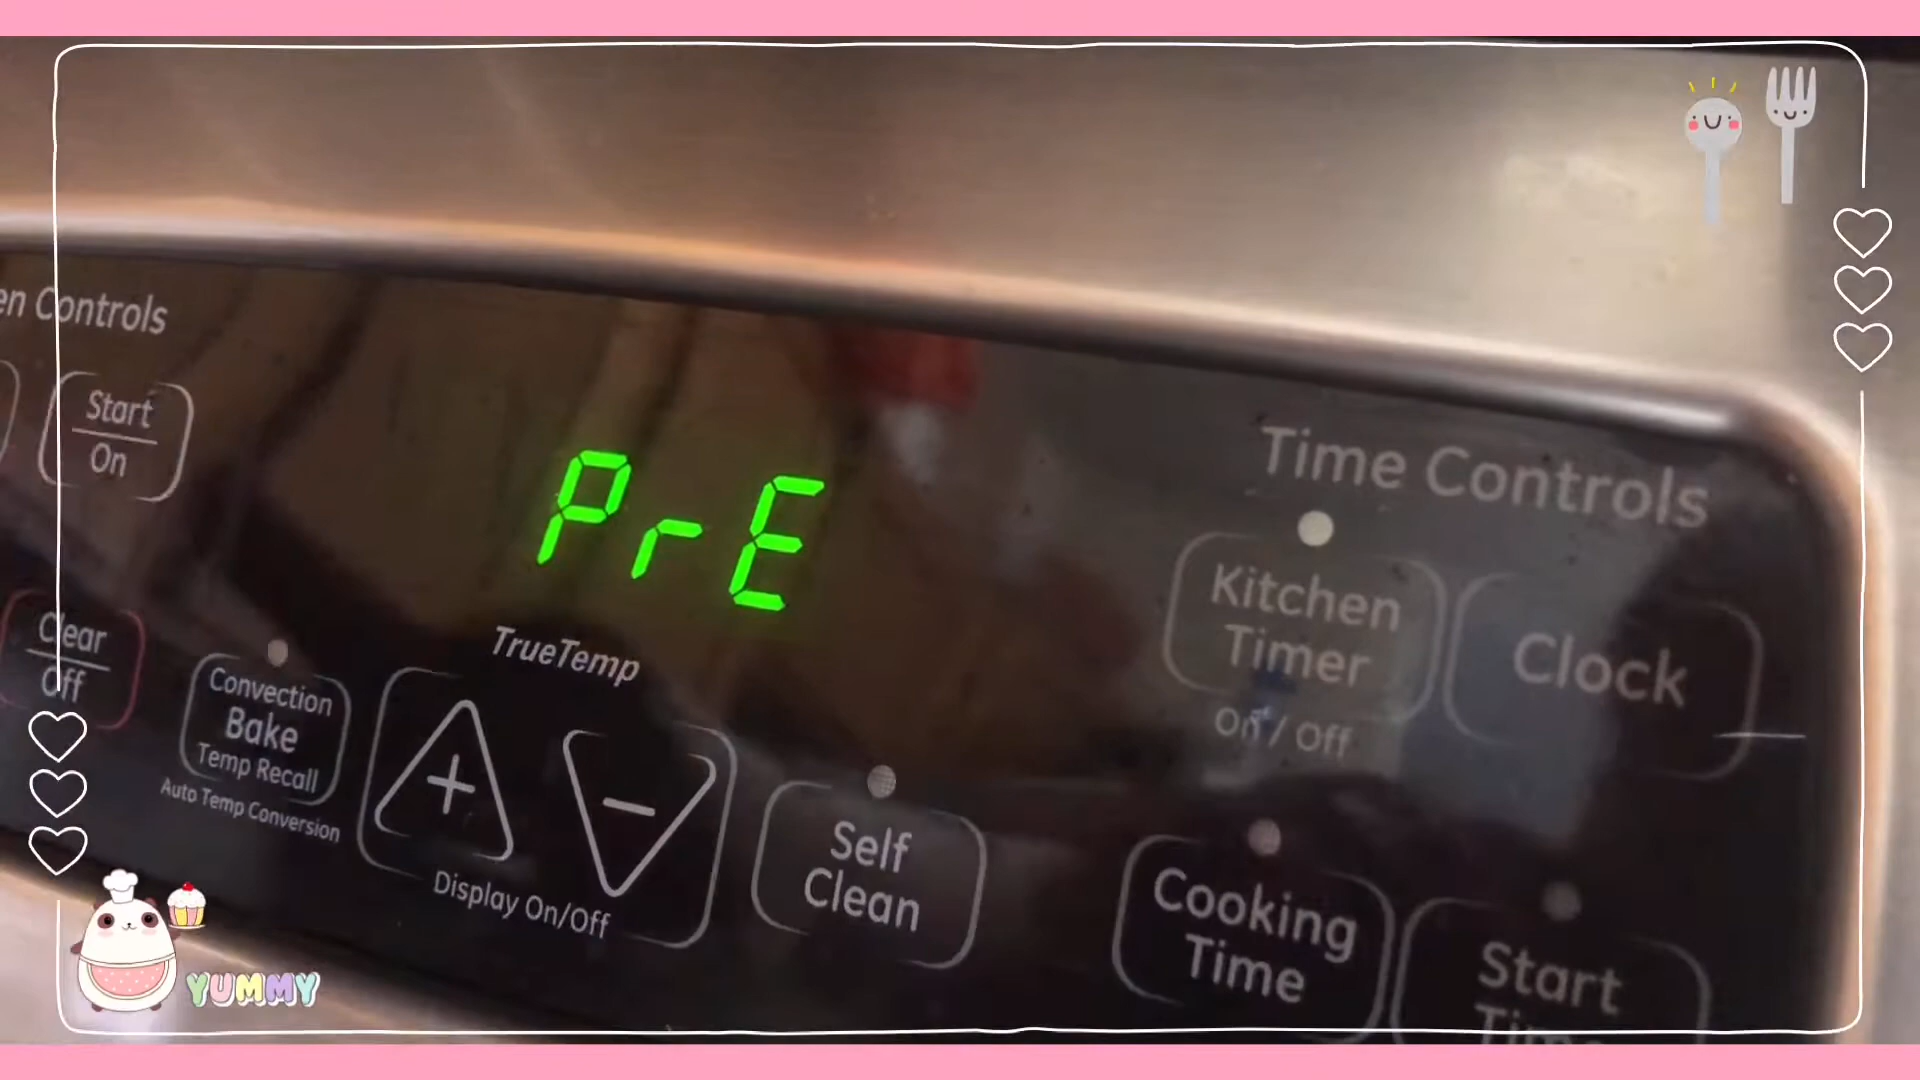 en Controls
Start
On
PrE
Time Controls
Kitchen
Timer
On / Off
Clock
Clear
Off
TrueTemp
Convection
Bake
Temp Recall
Auto Temp Conversion
+
−
Display On/Off
Self
Clean
Cooking
Time
Start
Time
YUMMY